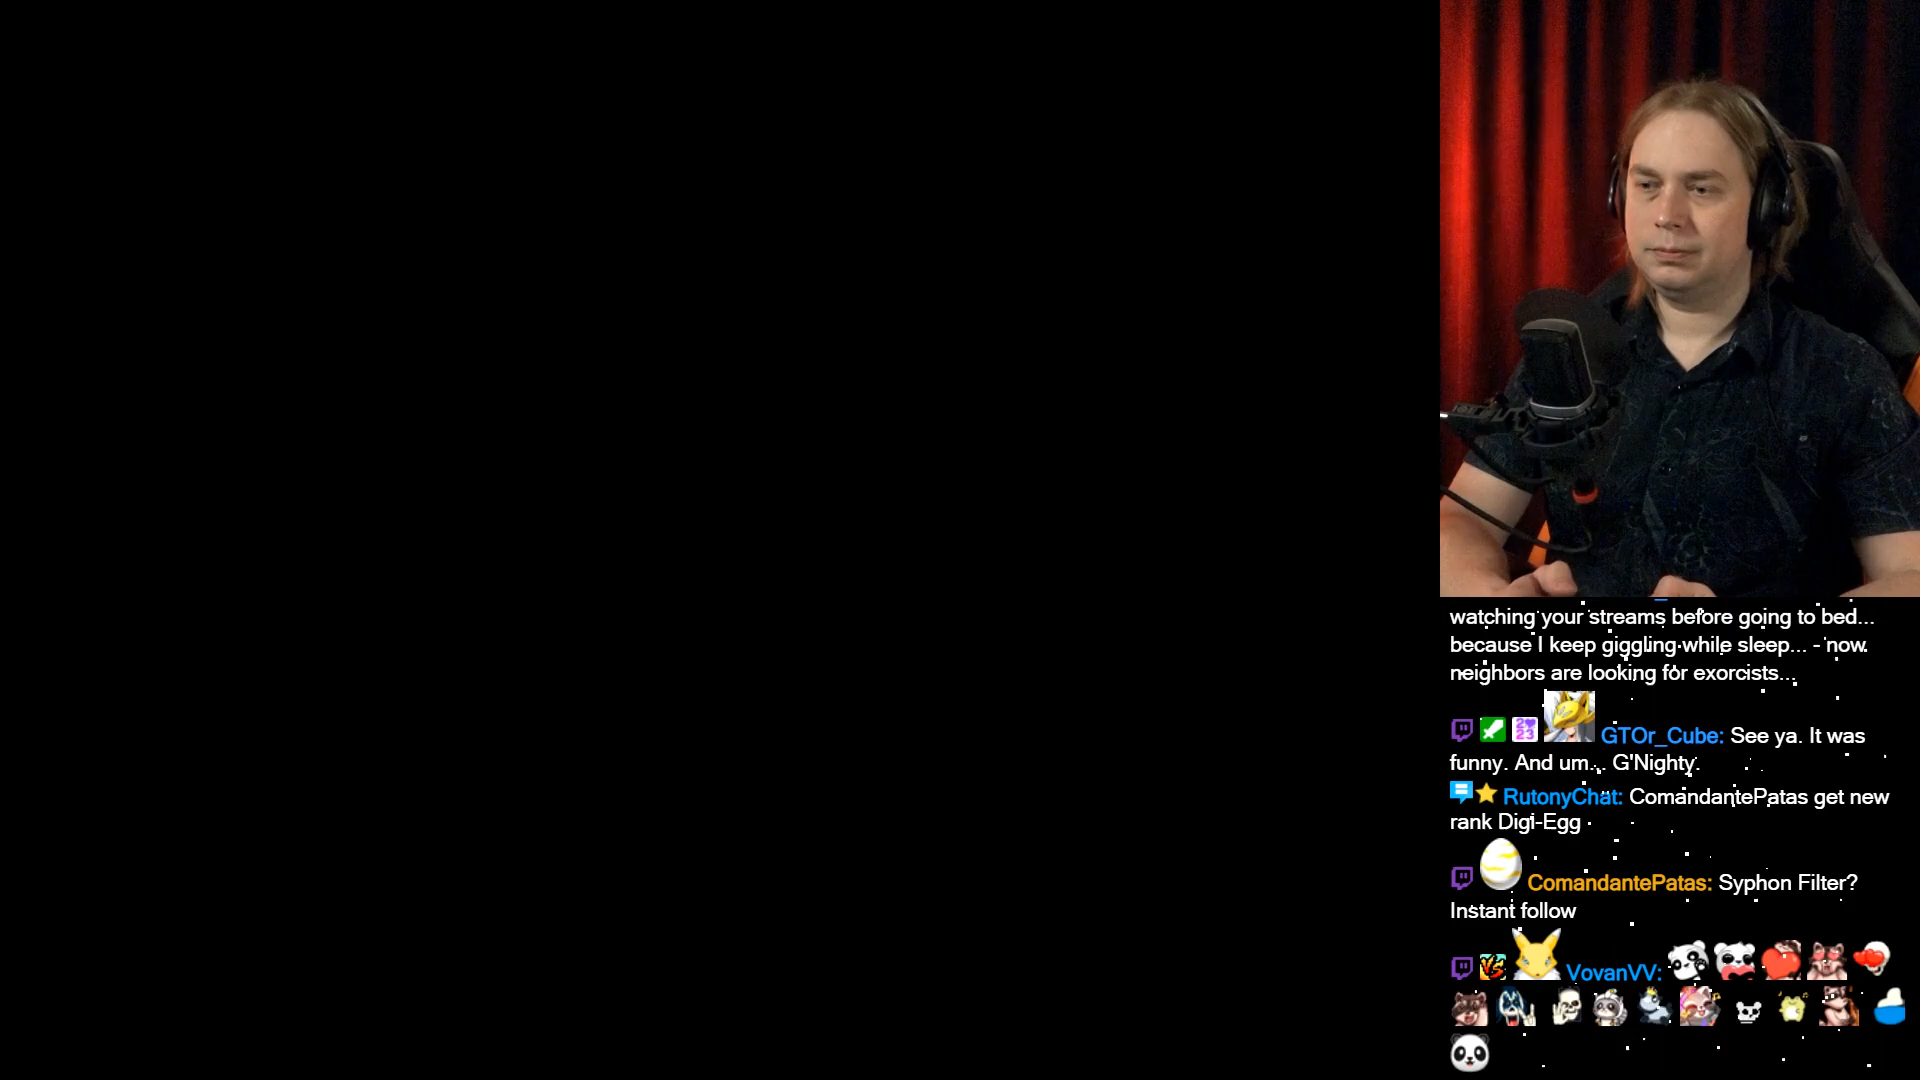 watching your streams before going to bed...
because I keep giggling while sleep... - now
neighbors are looking for exorcists...
GTOr_Cube: See ya. It was
funny. And um... G'Nighty.
RutonyChat: ComandantePatas get new
rank Digi-Egg
ComandantePatas: Syphon Filter?
Instant follow
VovanVV: